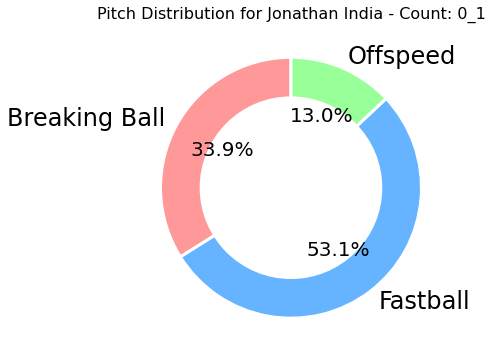 Pitch Distribution for Jonathan India - Count: 0_1
Offspeed
Breaking Ball
13.0%
33.9%
53.1%
Fastball